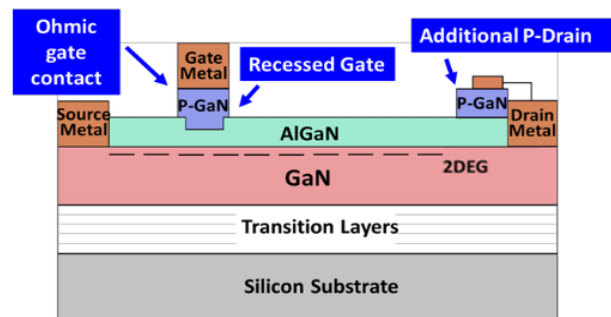 Ohmic
gate
contact
Gate
Metal
Recessed Gate
Additional P-Drain
P-GaN
P-GaN
Source
Metal
Drain
Metal
AlGaN
2DEG
GaN
Transition Layers
Silicon Substrate